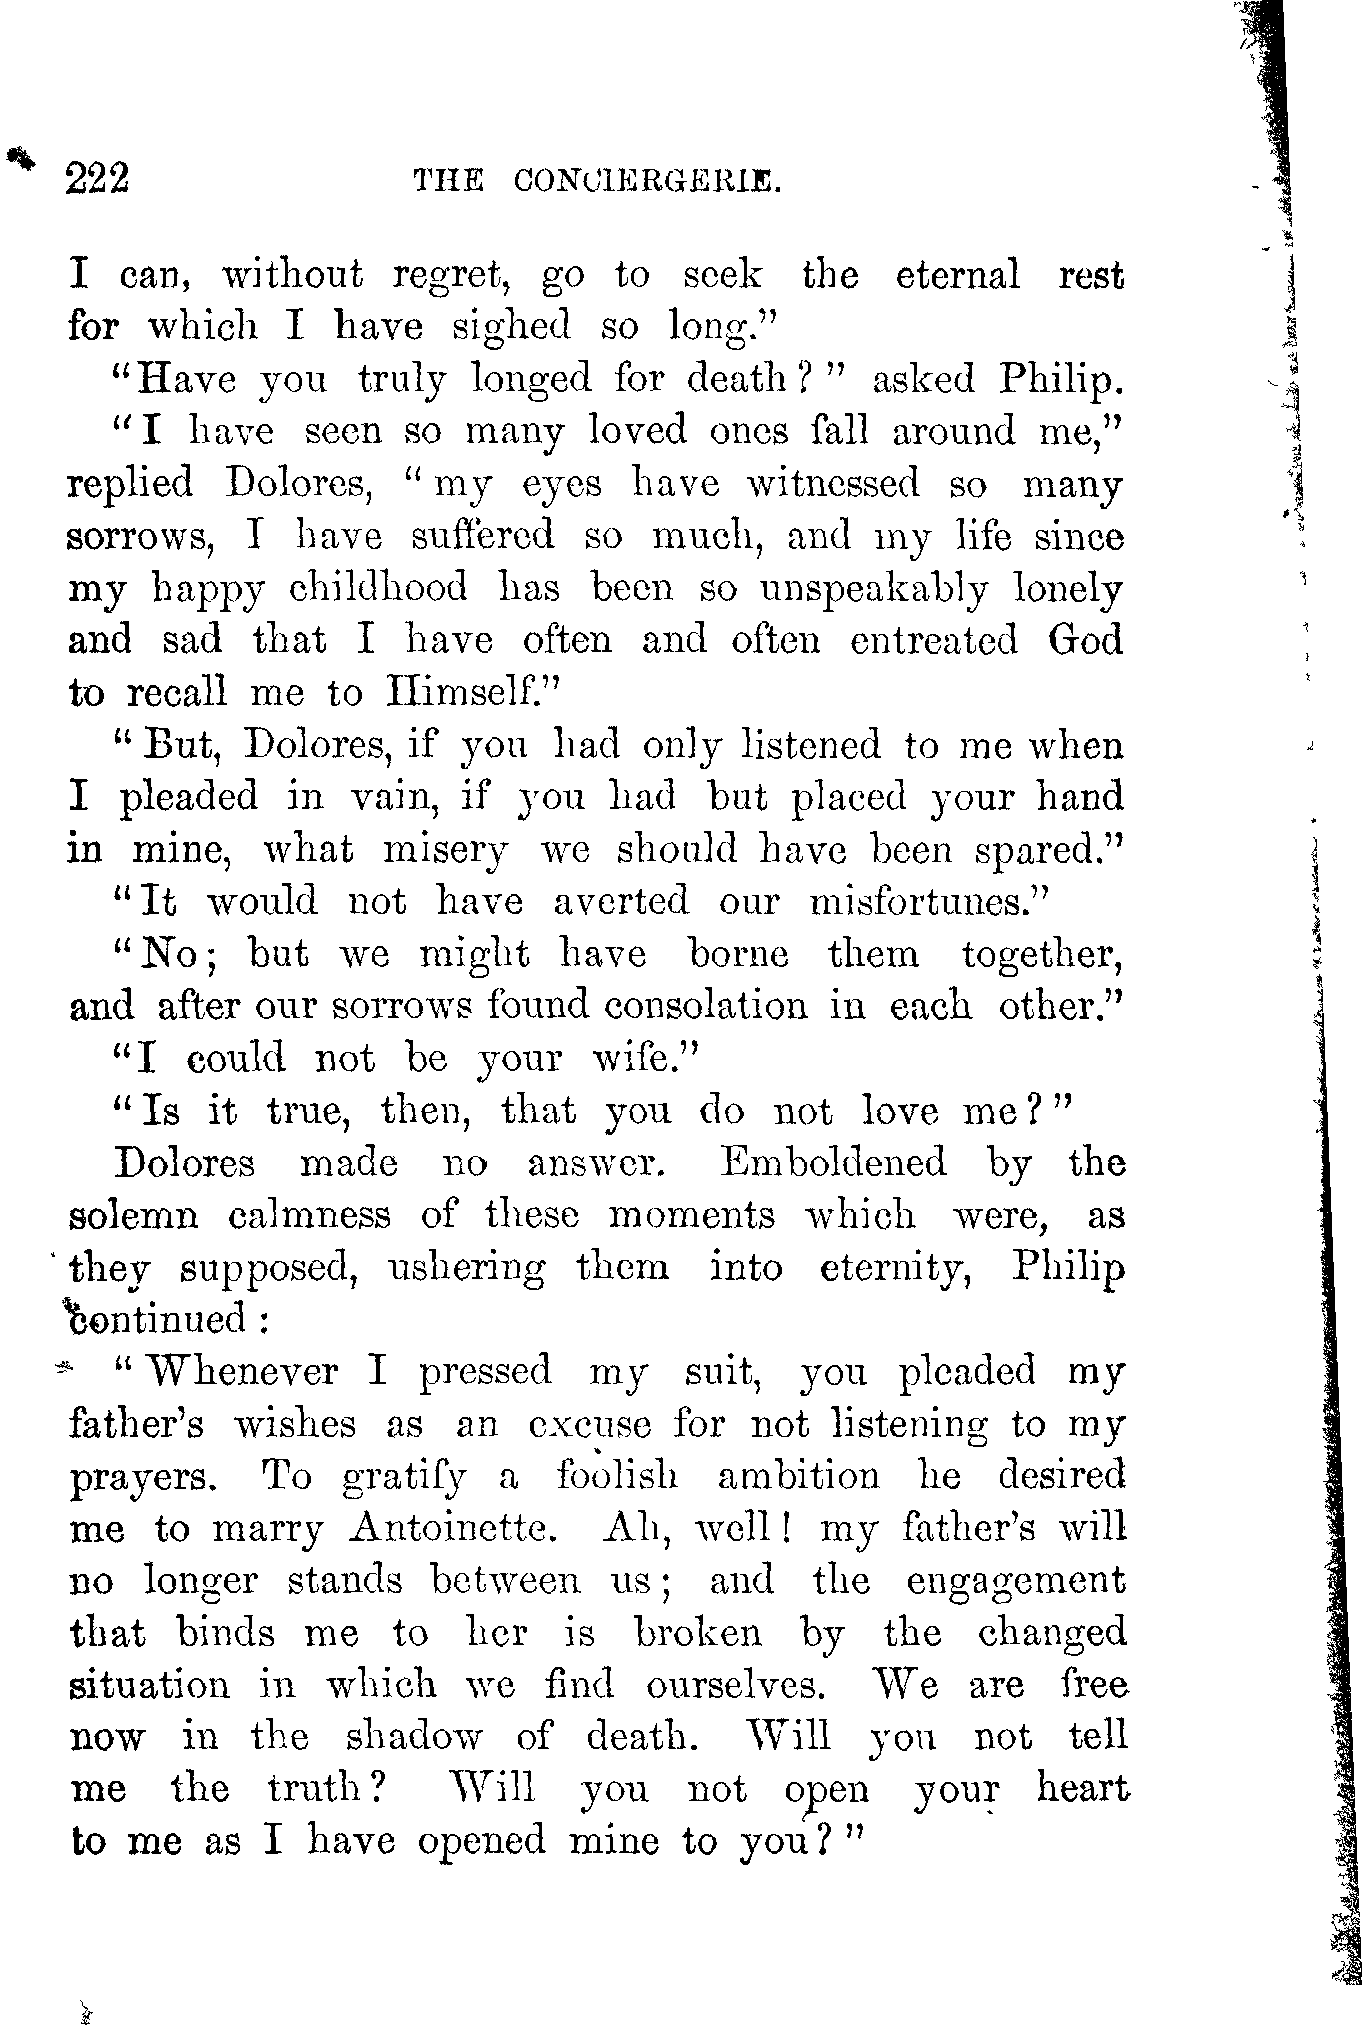 222 THE CONCIERGERIE.
I can, without regret, go to seek the eternal rest
for which I have sighed so long.”
“Have you truly longed for death?” asked Philip.
“I have seen so many loved ones fall around me,”
replied Dolores, “my eyes have witnessed so many
sorrows, I have suffered so much, and my life since
my happy childhood has been so unspeakably lonely
and sad that I have often and often entreated God
to recall me to Himself.”
“But, Dolores, if you had only listened to me when
I pleaded in vain, if you had but placed your hand
in mine, what misery we should have been spared.”
“It would not have averted our misfortunes.”
“No; but we might have borne them together,
and after our sorrows found consolation in each other.”
“I could not be your wife.”
“Is it true, then, that you do not love me?”
Dolores made no answer. Emboldened by the
solemn calmness of these moments which were, as
they supposed, ushering them into eternity, Philip
continued:
“Whenever I pressed my suit, you pleaded my
father’s wishes as an excuse for not listening to my
prayers. To gratify a foolish ambition he desired
me to marry Antoinette. Ah, well! my father’s will
no longer stands between us; and the engagement
that binds me to her is broken by the changed
situation in which we find ourselves. We are free
now in the shadow of death. Will you not tell
me the truth? Will you not open your heart
to me as I have opened mine to you?”